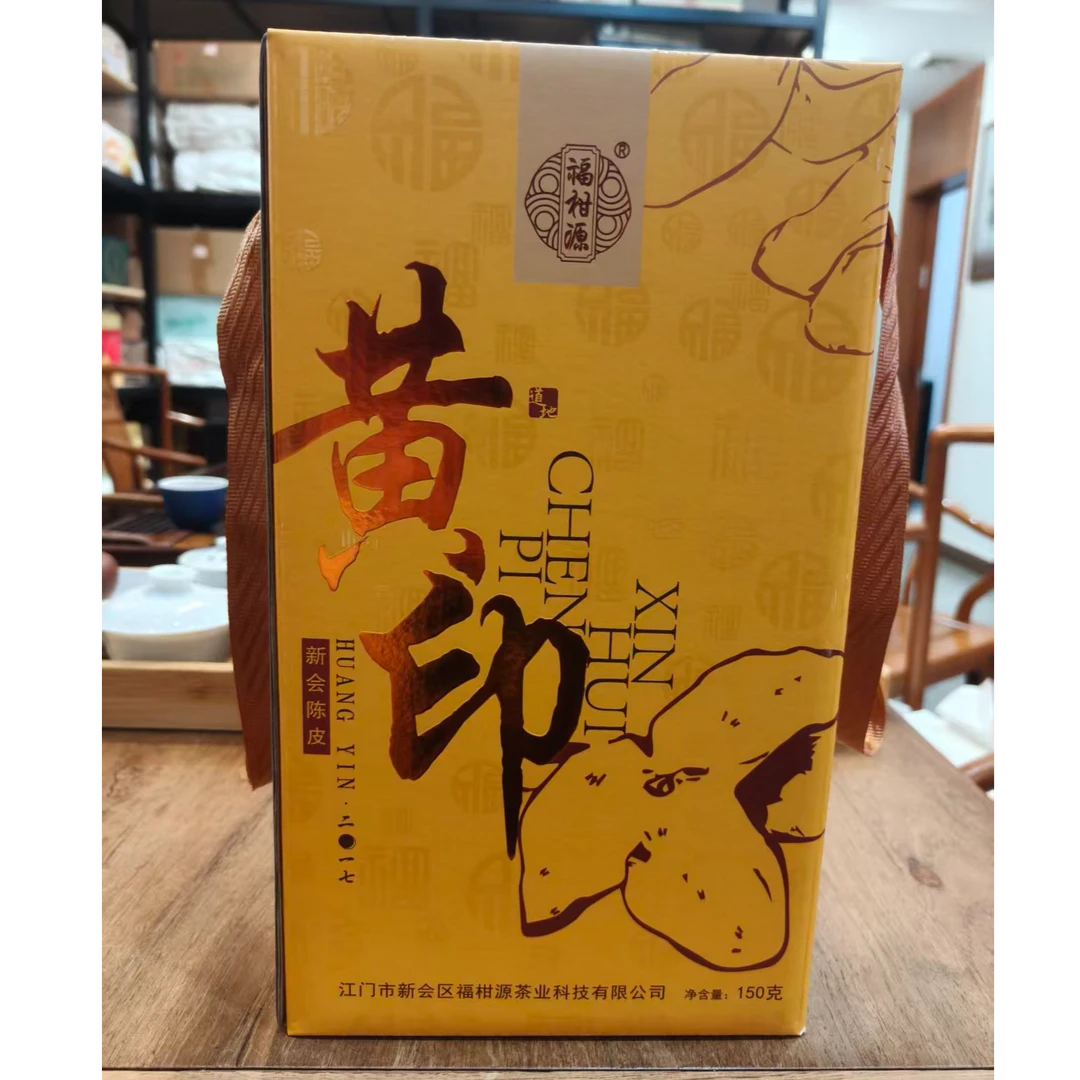 福柑源
®
黄印
道地
XIN HUI
CHEN PI
新会陈皮
HUANG YIN·二〇一七
江门市新会区福柑源茶业科技有限公司 净含量：150克